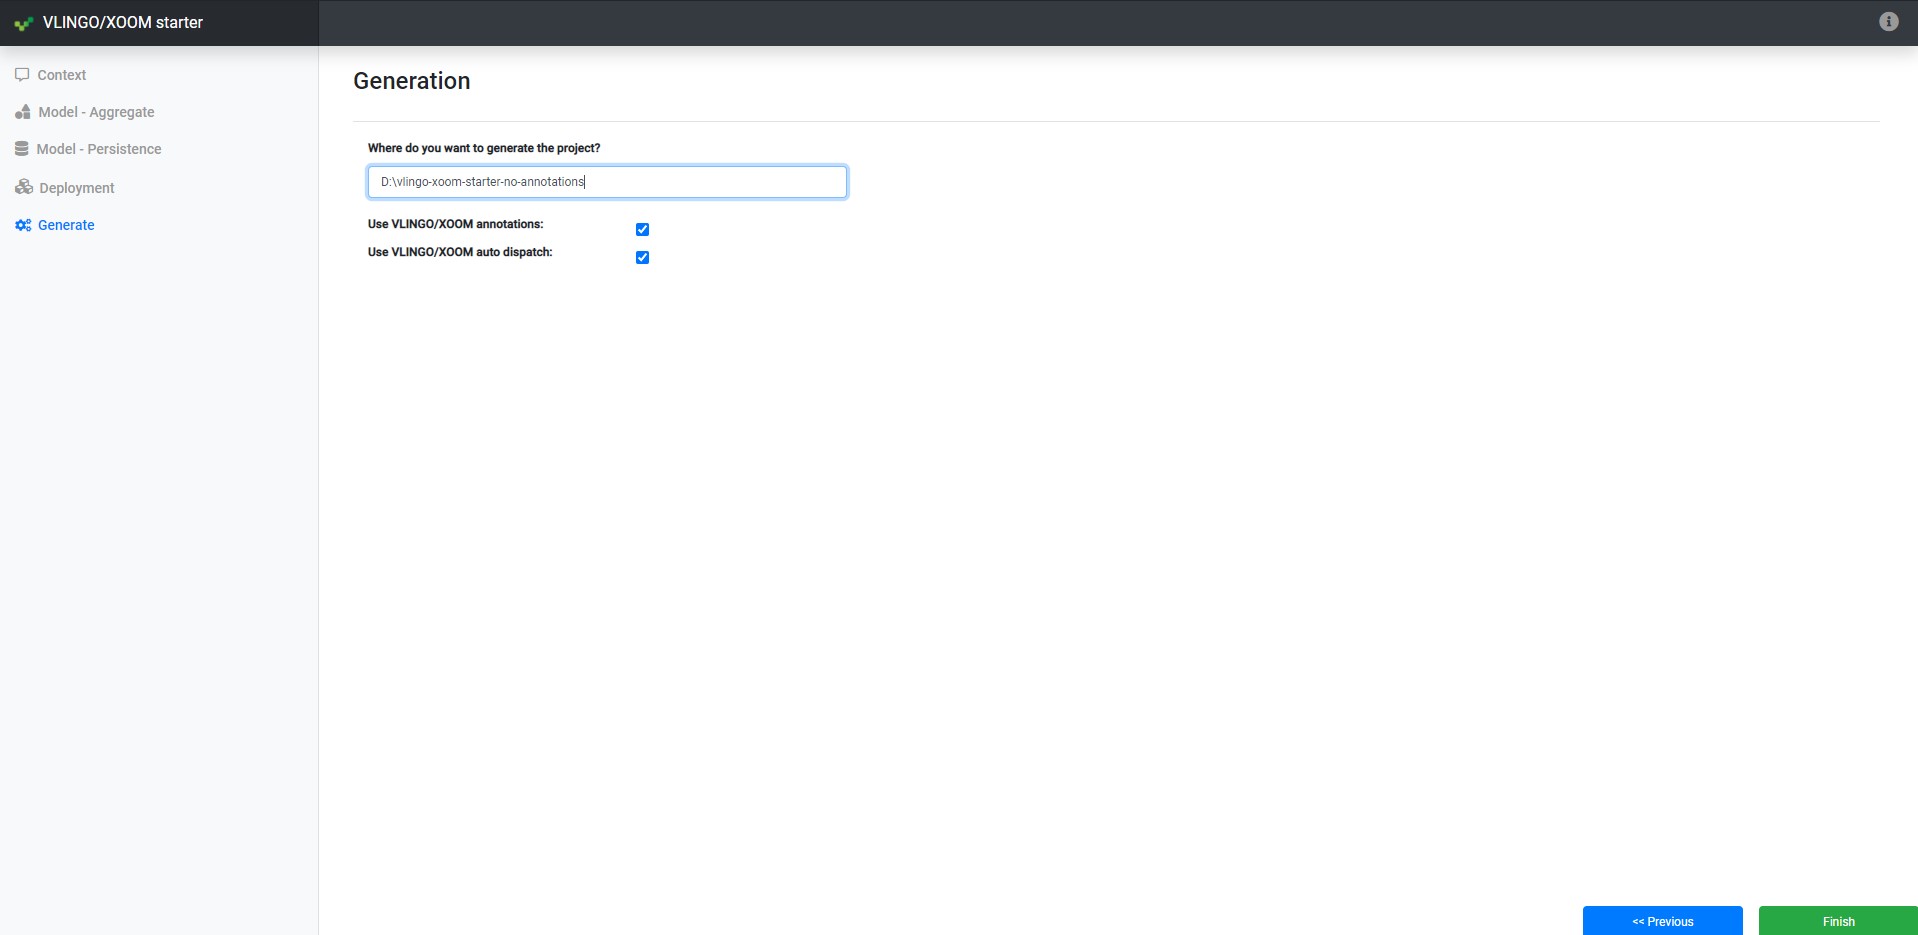 VLINGO/XOOM starter
Context
Model - Aggregate
Model - Persistence
Deployment
Generate
Generation
Where do you want to generate the project?
D:\vlingo-xoom-starter-no-annotations
Use VLINGO/XOOM annotations:
Use VLINGO/XOOM auto dispatch:
<< Previous
Finish